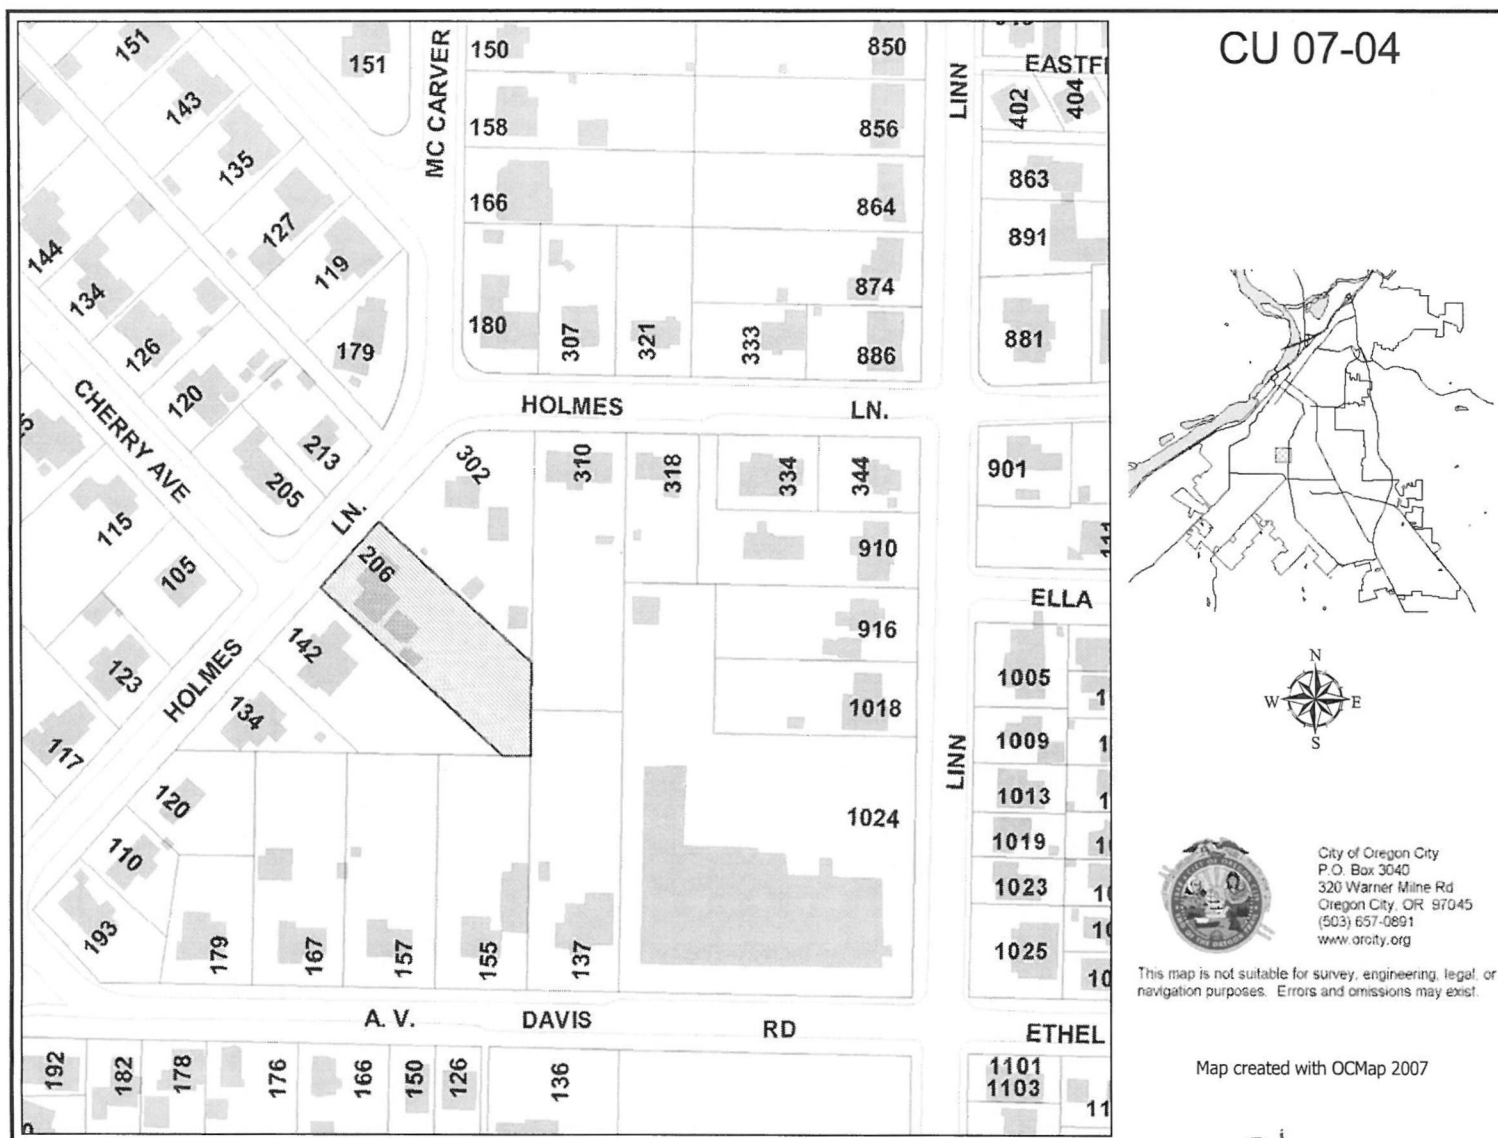 CU 07-04
151
151
143
135
127
119
179
144
134
126
120
213
205
MC CARVER
150
158
166
180
307
321
333
850
856
864
874
886
LINN
EASTF
402
404
863
891
881
CHERRY AVE
115
105
123
117
HOLMES
LN.
HOLMES
LN.
302
310
318
334
344
901
206
142
134
910
916
1018
1024
ELLA
1005
1009
1013
1019
1023
1025
LINN
120
110
193
179
167
157
155
137
A. V.
DAVIS
RD
ETHEL
192
182
178
176
166
150
126
136
1101
1103
11
N
W
E
S
City of Oregon City
P.O. Box 3040
320 Warner Milne Rd
Oregon City, OR 97045
(503) 657-0891
www.orcity.org
This map is not suitable for survey, engineering, legal, or
navigation purposes. Errors and omissions may exist.
Map created with OCMap 2007